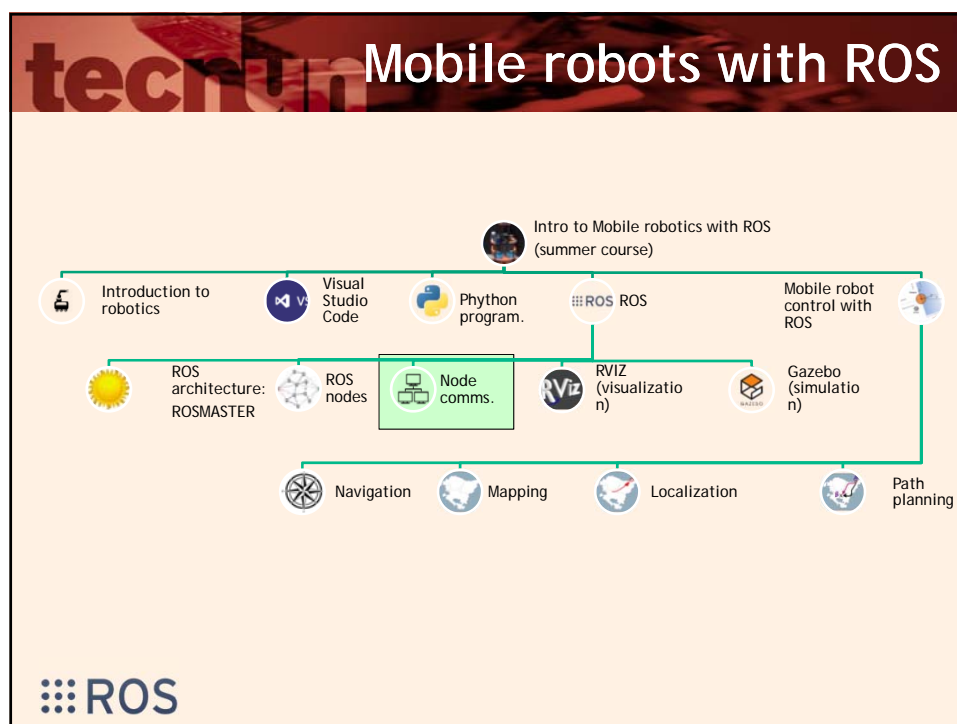 tecnun
Mobile robots with ROS
Intro to Mobile robotics with ROS
(summer course)
Introduction to
robotics
VS
Visual
Studio
Code
Phython
program.
ROS
ROS
Mobile robot
control with
ROS
ROS
architecture:
ROSMASTER
ROS
nodes
Node
comms.
RViz
RVIZ
(visualizatio
n)
GAZEBO
Gazebo
(simulatio
n)
Navigation
Mapping
Localization
Path
planning
ROS